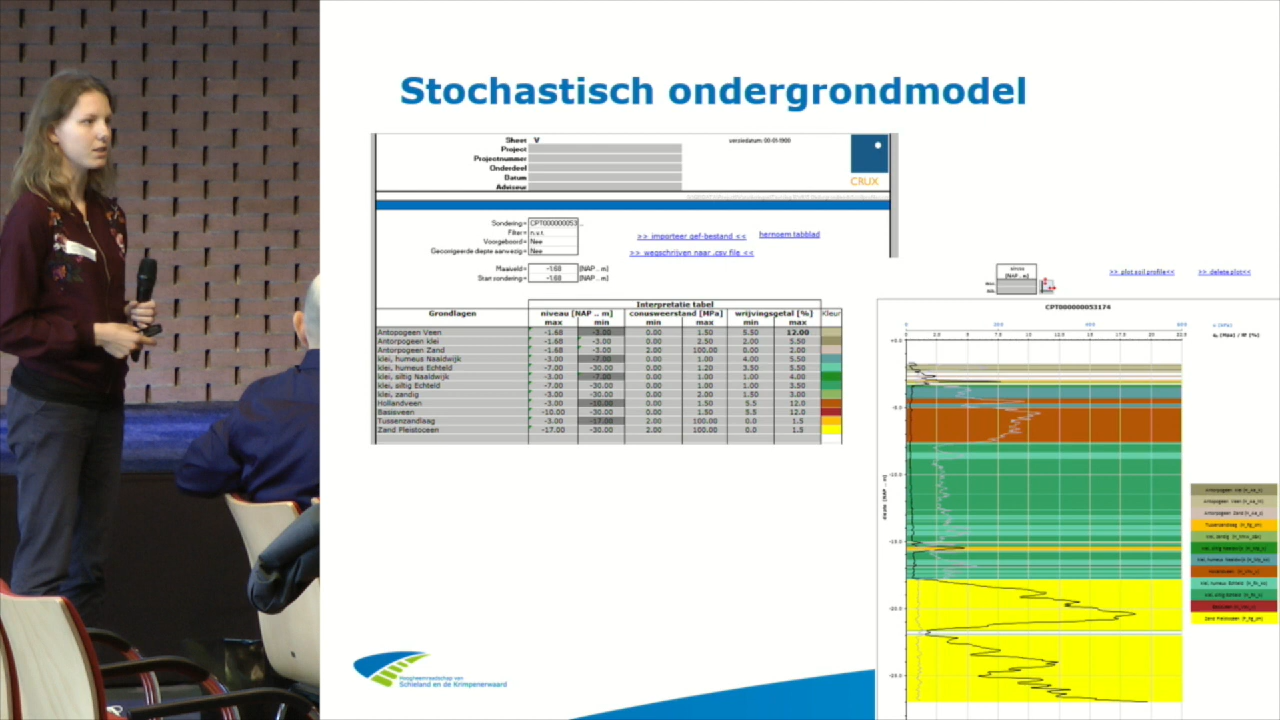 Stochastisch ondergrondmodel
Sheet V versiedatum: 00-01-1900
Project
Projectnummer
Onderdeel
Datum
Adviseur
CRUX
Sondering= CPT000000053...
Filter= n.v.t.
Voorgeboord= Nee
Gecorrigeerde diepte aanwezig= Nee
>> importeer gef-bestand << hernoem tabblad
>> wegschrijven naar .csv file <<
Maaiveld= -1.68 [NAP .. m]
Start sondering= -1.68 [NAP .. m]
Interpretatie tabel
Grondlagen niveau [NAP .. m] conusweerstand [MPa] wrijvingsgetal [%] Kleur
max min min max min max
Antopogeen Veen -1.68 -3.00 0.00 1.50 5.50 12.00
Antorpogeen klei -1.68 -3.00 0.00 2.50 2.00 5.50
Antorpogeen Zand -1.68 -3.00 2.00 100.00 0.00 2.00
klei, humeus Naaldwijk -3.00 -7.00 0.00 1.00 4.00 5.50
klei, humeus Echteld -7.00 -30.00 0.00 1.20 3.50 5.50
klei, siltig Naaldwijk -3.00 -7.00 0.00 1.00 1.00 4.00
klei, siltig Echteld -7.00 -30.00 0.00 1.00 1.00 3.50
klei, zandig -3.00 -30.00 0.00 2.00 1.50 3.00
Hollandveen -3.00 -10.00 0.00 1.50 5.5 12.0
Basisveen -10.00 -30.00 0.00 1.50 5.5 12.0
Tussenzandlaag -3.00 -17.00 2.00 100.00 0.0 1.5
Zand Pleistoceen -17.00 -30.00 2.00 100.00 0.0 1.5
niveau
[NAP .. m]
>> plot soil profile<< >> delete plot<<
CPT000000053174
Hoogheemraadschap van
Schieland en de Krimpenerwaard